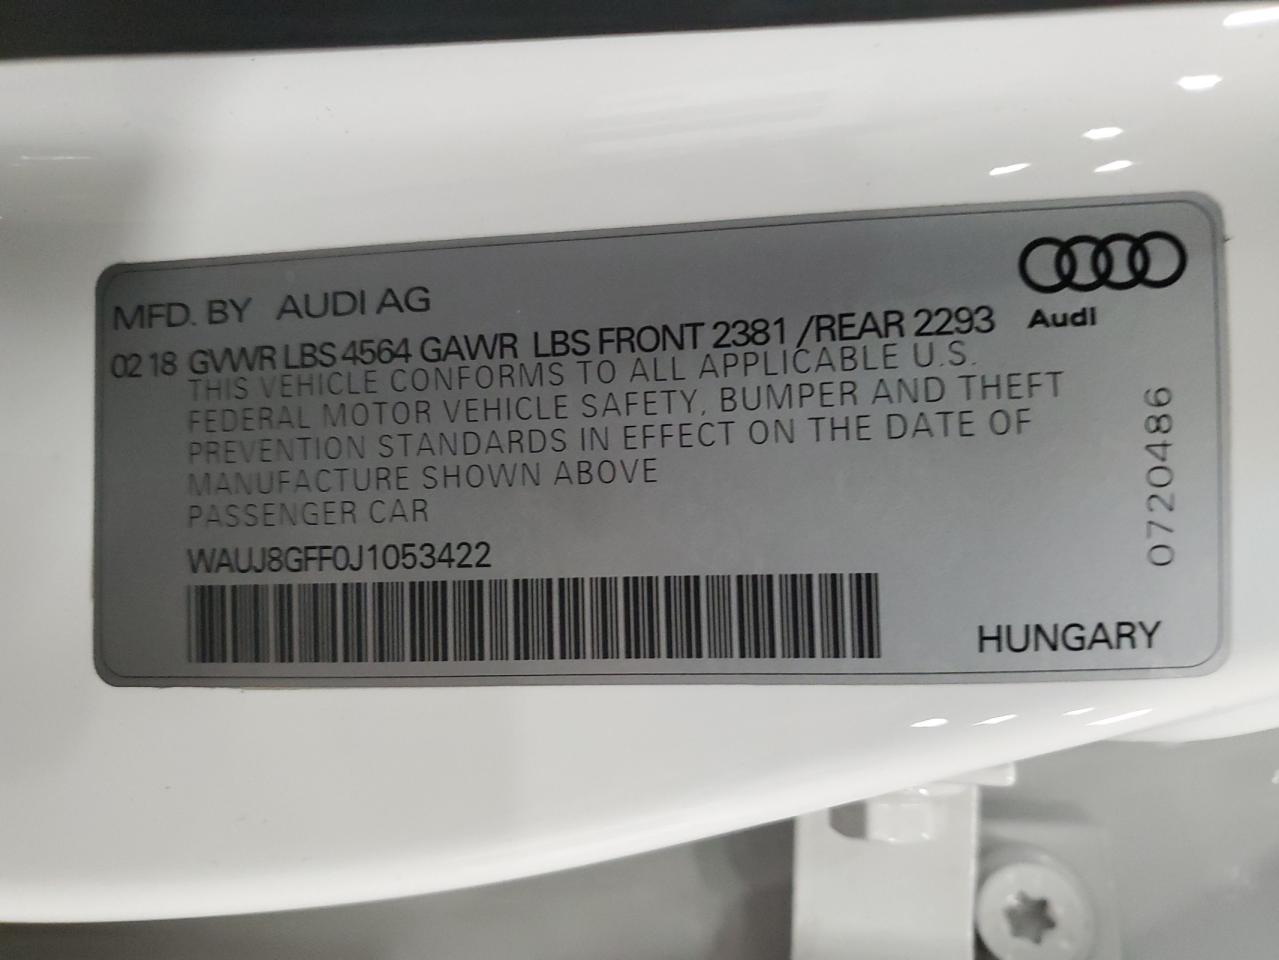 MFD. BY AUDI AG
02 18 GVWR LBS 4564 GAWR LBS FRONT 2381 /REAR 2293
THIS VEHICLE CONFORMS TO ALL APPLICABLE U.S.
FEDERAL MOTOR VEHICLE SAFETY, BUMPER AND THEFT
PREVENTION STANDARDS IN EFFECT ON THE DATE OF
MANUFACTURE SHOWN ABOVE
PASSENGER CAR
WAUJ8GFF0J1053422
Audi
0720486
HUNGARY